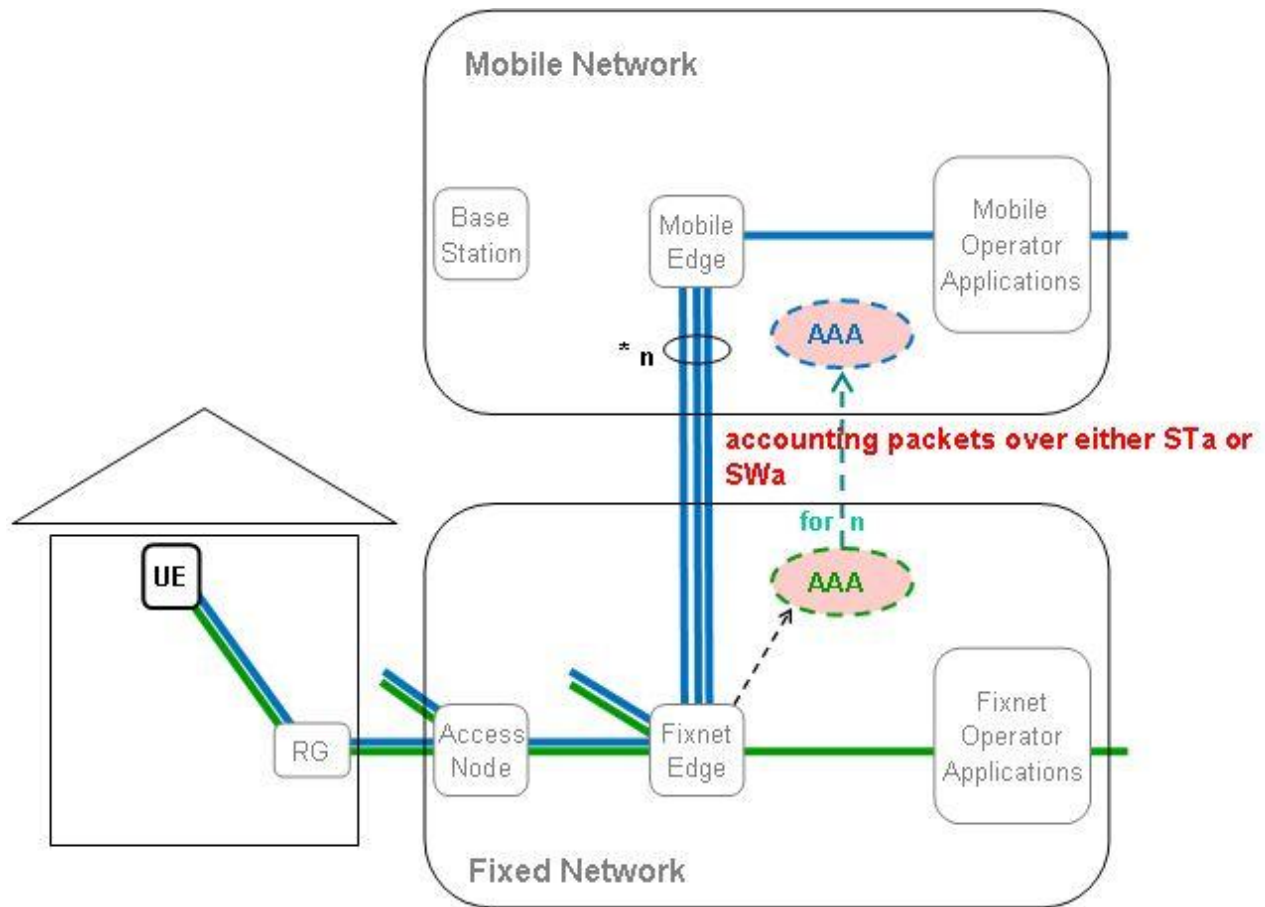 Mobile Network
Base
Station
Mobile
Edge
Mobile
Operator
Applications
AAA
* n
accounting packets over either STa or
SWa
for n
AAA
UE
RG
Access
Node
Fixnet
Edge
Fixnet
Operator
Applications
Fixed Network